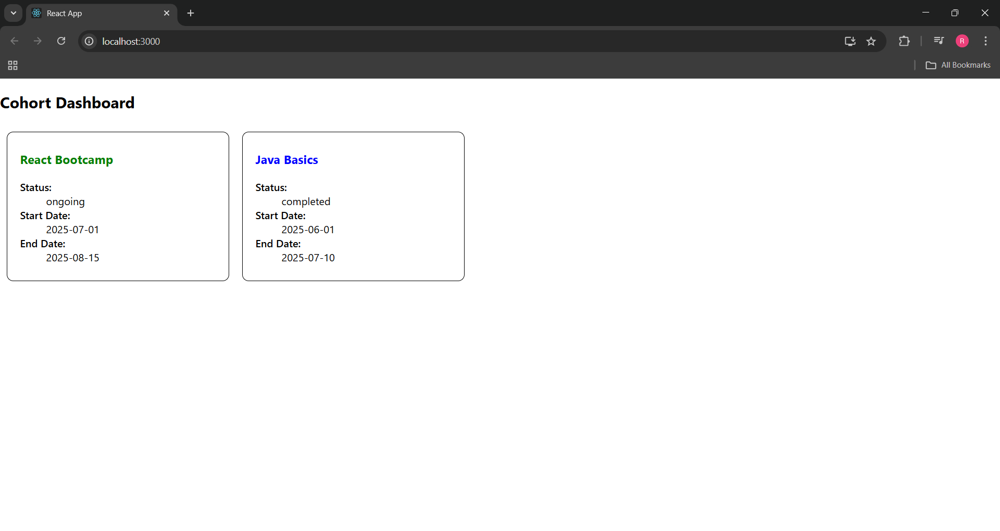 React App
localhost:3000
R
All Bookmarks
Cohort Dashboard
React Bootcamp
Status:
ongoing
Start Date:
2025-07-01
End Date:
2025-08-15
Java Basics
Status:
completed
Start Date:
2025-06-01
End Date:
2025-07-10